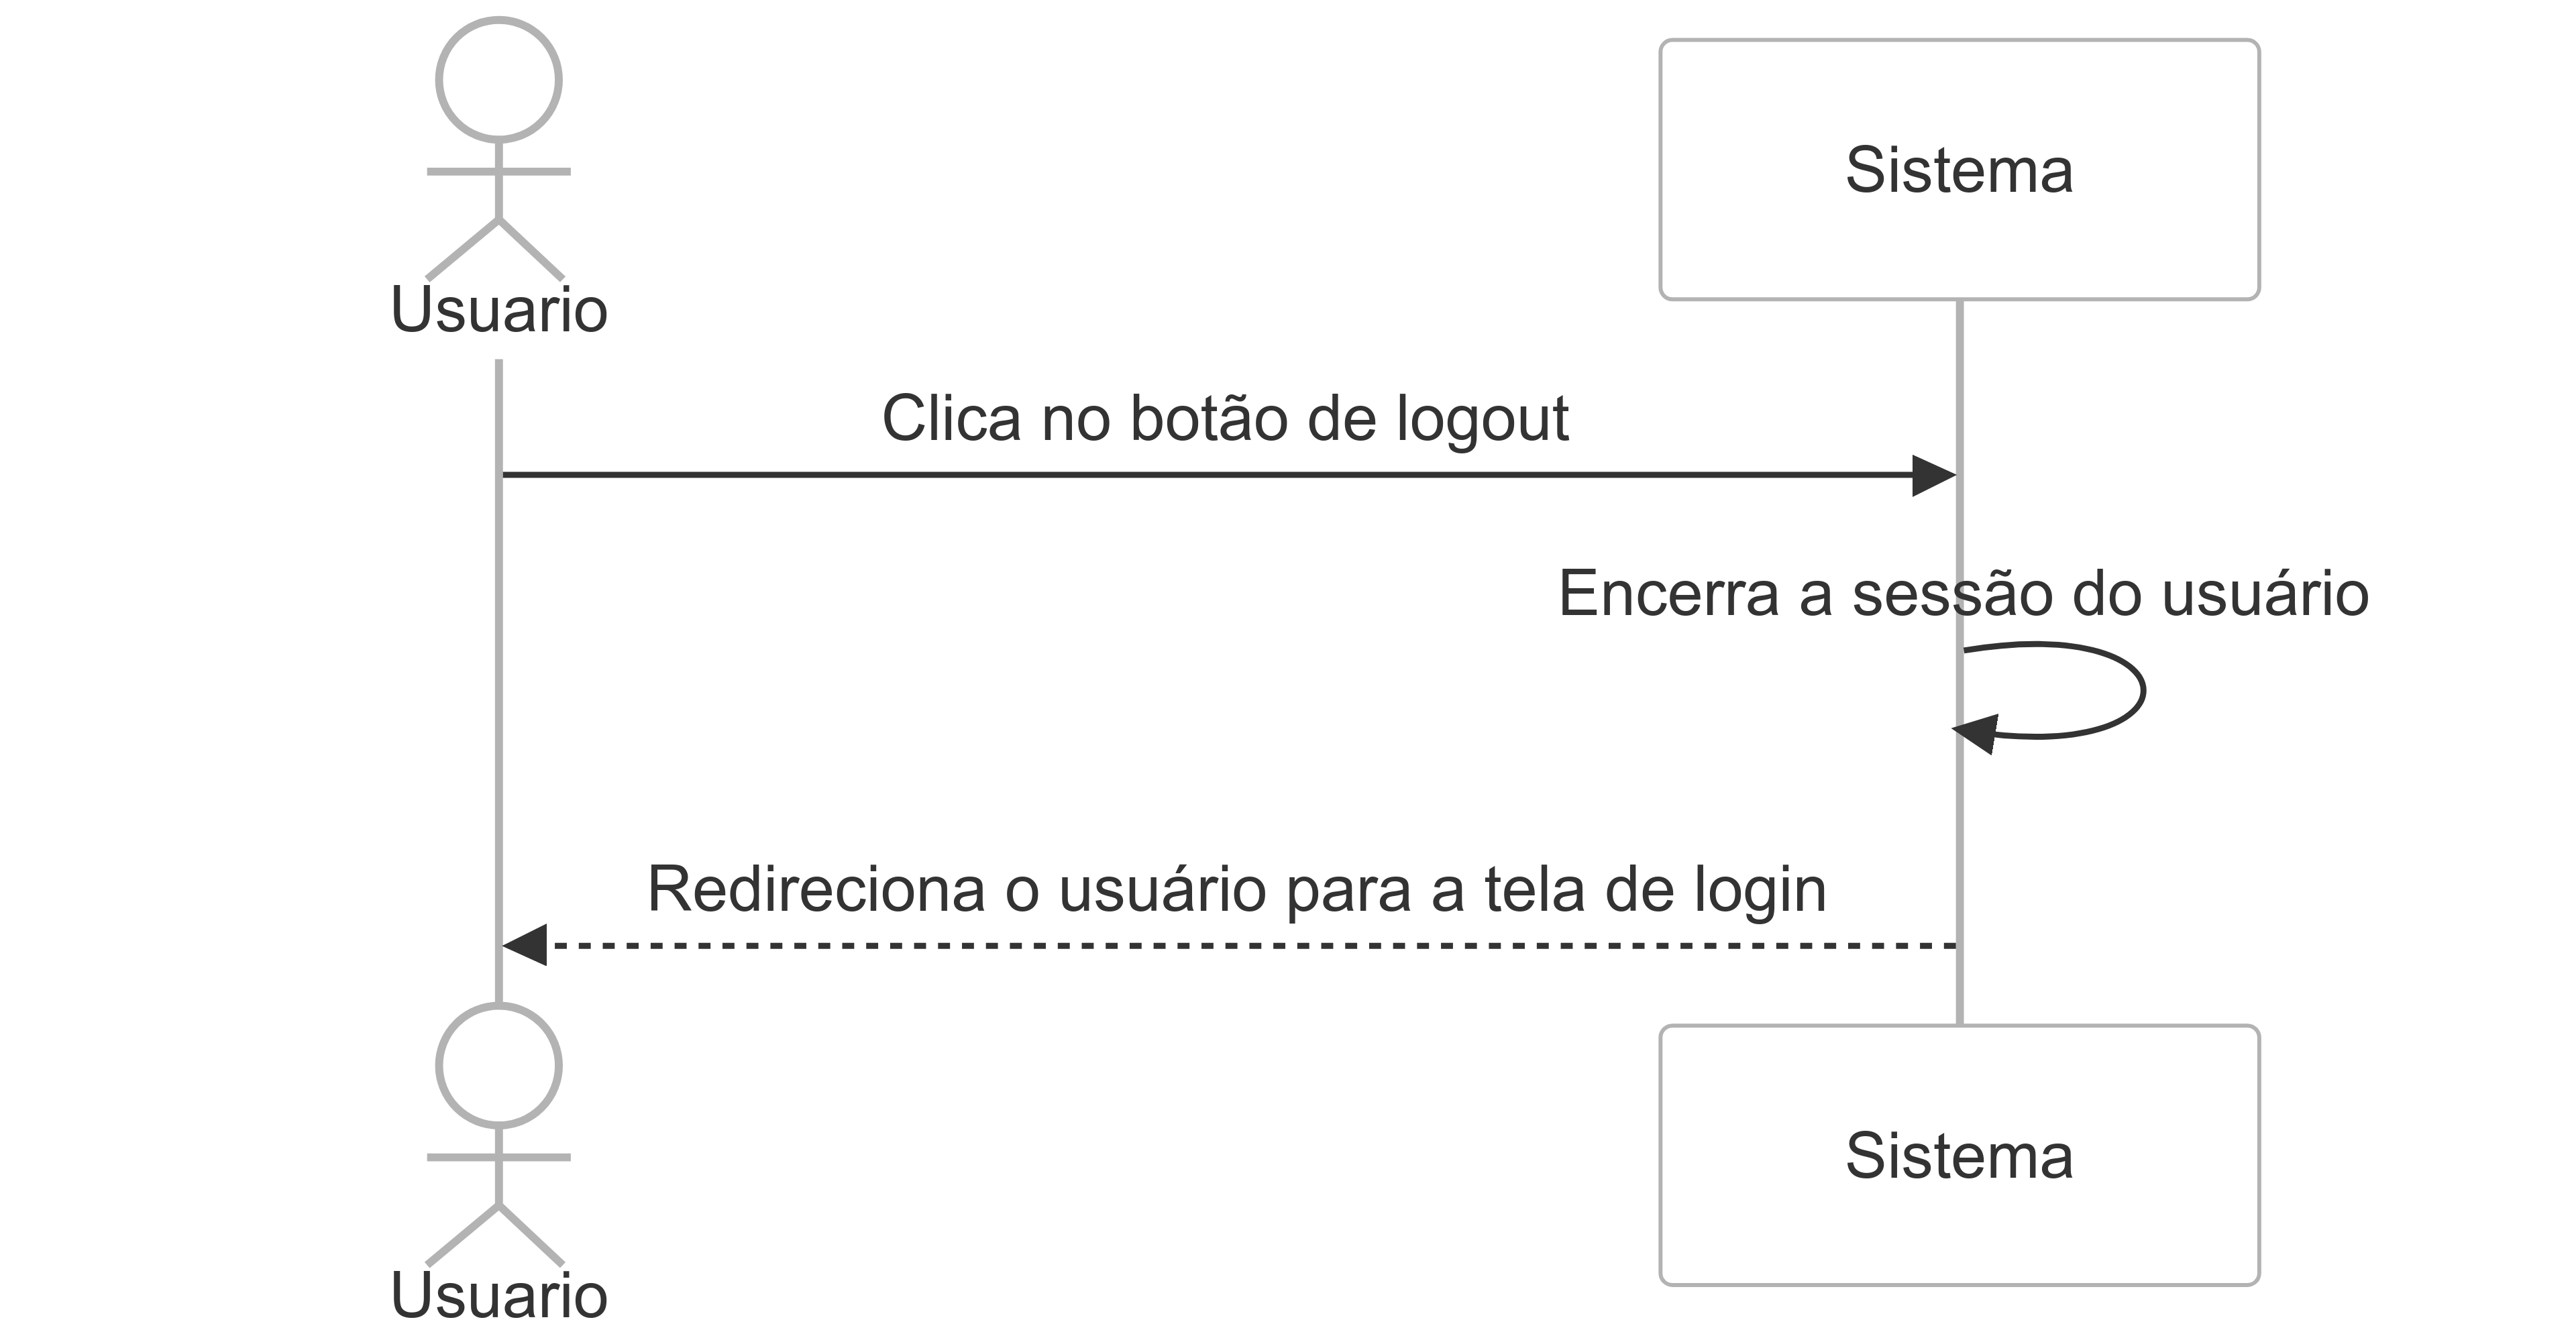 Usuario
Sistema
Clica no botão de logout
Encerra a sessão do usuário
Redireciona o usuário para a tela de login
Usuario
Sistema